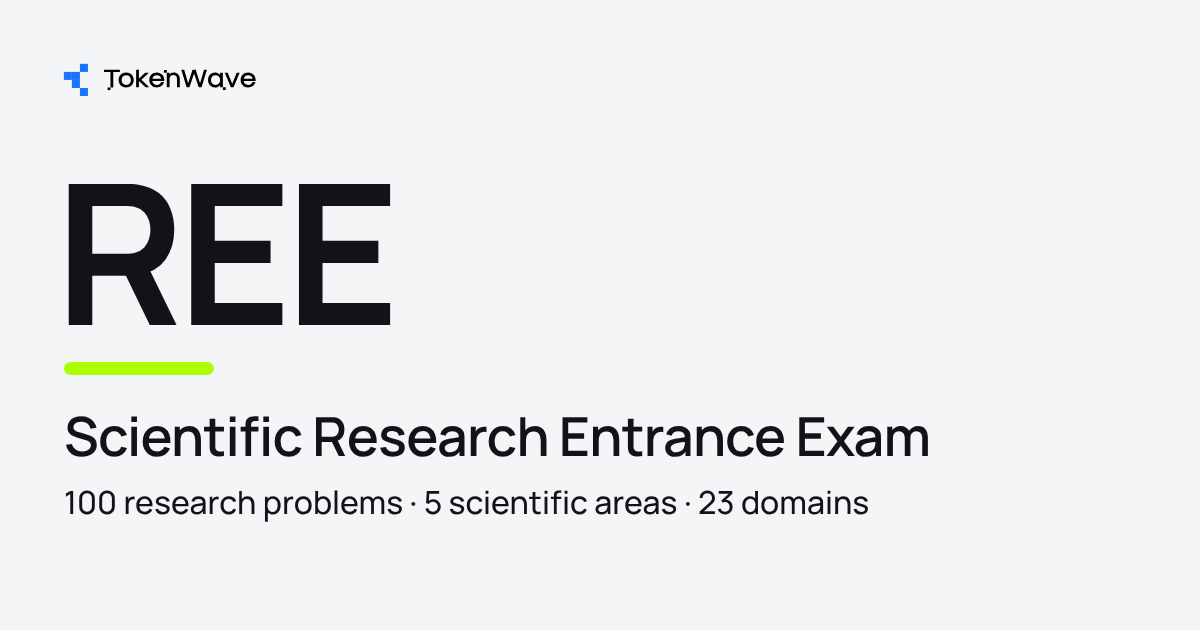 TokenWave
REE
Scientific Research Entrance Exam
100 research problems · 5 scientific areas · 23 domains